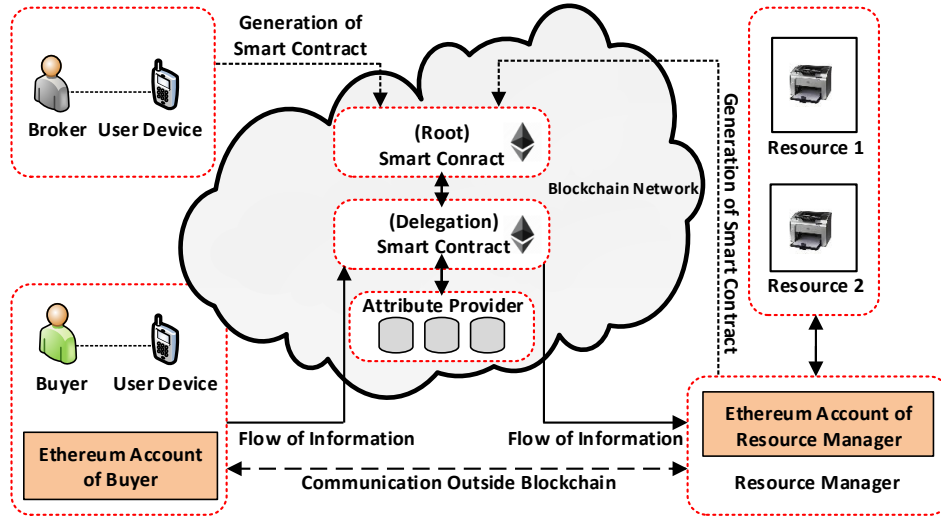 Generation of
Smart Contract
Broker
User Device
(Root)
Smart Conract
Blockchain Network
(Delegation)
Smart Contract
Attribute Provider
Generation of Smart Contract
Resource 1
Resource 2
Buyer
User Device
Ethereum Account
of Buyer
Flow of Information
Flow of Information
Communication Outside Blockchain
Ethereum Account of
Resource Manager
Resource Manager